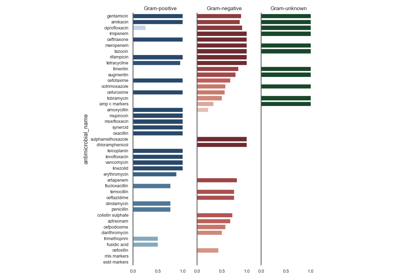 Gram-positive Gram-negative Gram-unknown
gentamicin
amikacin
ciprofloxacin
imipenem
ceftriaxone
meropenem
tazocin
rifampicin
tetracycline
timentin
augmentin
cefotaxime
cotrimoxazole
cefuroxime
tobramycin
amp c markers
amoxycillin
mupirocin
moxifloxacin
synercid
oxacillin
sulphamethoxazole
chloramphenicol
teicoplanin
levofloxacin
vancomycin
linezolid
erythromycin
ertapenem
flucloxacillin
temocillin
ceftazidime
clindamycin
penicillin
colistin sulphate
aztreonam
cefpodoxime
clarithromycin
trimethoprim
fusidic acid
cefoxitin
mls markers
esbl markers
antimicrobial_name
0.0 0.5 1.0 0.0 0.5 1.0 0.0 0.5 1.0